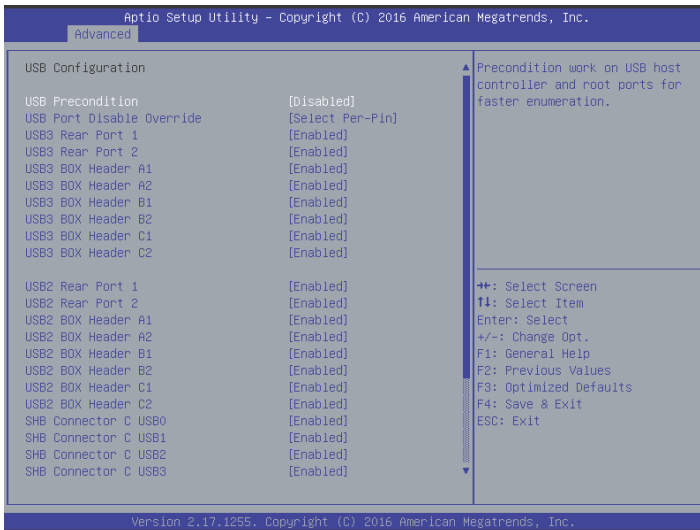 Aptio Setup Utility – Copyright (C) 2016 American Megatrends, Inc.
Advanced
USB Configuration
USB Precondition [Disabled]
USB Port Disable Override [Select Per-Pin]
USB3 Rear Port 1 [Enabled]
USB3 Rear Port 2 [Enabled]
USB3 BOX Header A1 [Enabled]
USB3 BOX Header A2 [Enabled]
USB3 BOX Header B1 [Enabled]
USB3 BOX Header B2 [Enabled]
USB3 BOX Header C1 [Enabled]
USB3 BOX Header C2 [Enabled]
USB2 Rear Port 1 [Enabled]
USB2 Rear Port 2 [Enabled]
USB2 BOX Header A1 [Enabled]
USB2 BOX Header A2 [Enabled]
USB2 BOX Header B1 [Enabled]
USB2 BOX Header B2 [Enabled]
USB2 BOX Header C1 [Enabled]
USB2 BOX Header C2 [Enabled]
SHB Connector C USB0 [Enabled]
SHB Connector C USB1 [Enabled]
SHB Connector C USB2 [Enabled]
SHB Connector C USB3 [Enabled]
Precondition work on USB host
controller and root ports for
faster enumeration.
→←: Select Screen
↑↓: Select Item
Enter: Select
+/-: Change Opt.
F1: General Help
F2: Previous Values
F3: Optimized Defaults
F4: Save & Exit
ESC: Exit
Version 2.17.1255. Copyright (C) 2016 American Megatrends, Inc.